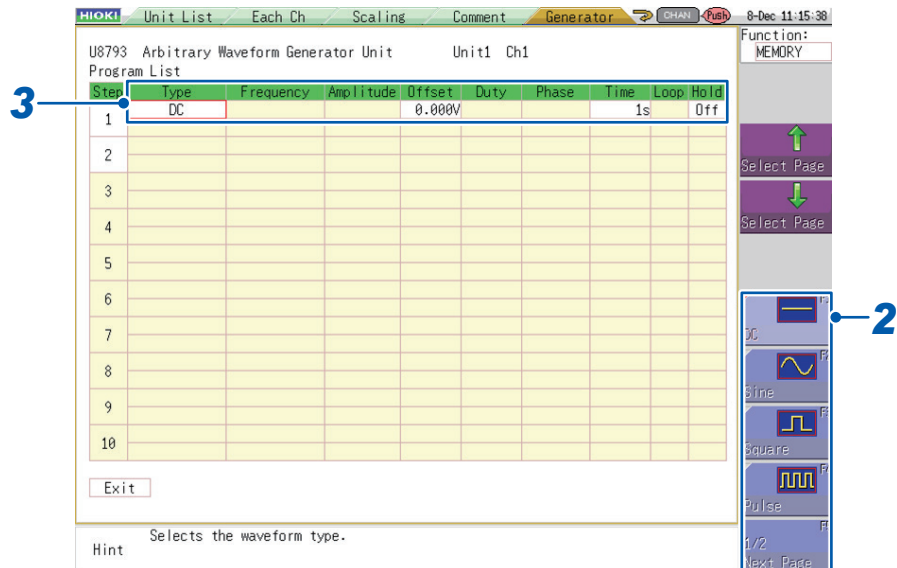 HIOKI Unit List Each Ch Scaling Comment Generator CHAN Push 8-Dec 11:15:38
Function:
MEMORY
U8793 Arbitrary Waveform Generator Unit Unit1 Ch1
Program List
Step Type Frequency Amplitude Offset Duty Phase Time Loop Hold
1 DC 0.000V 1s Off
3
2
3
4
5
6
7
8
9
10
Exit
Hint Selects the waveform type.
Select Page
Select Page
2
DC
Sine
Square
Pulse
1/2
Next Page